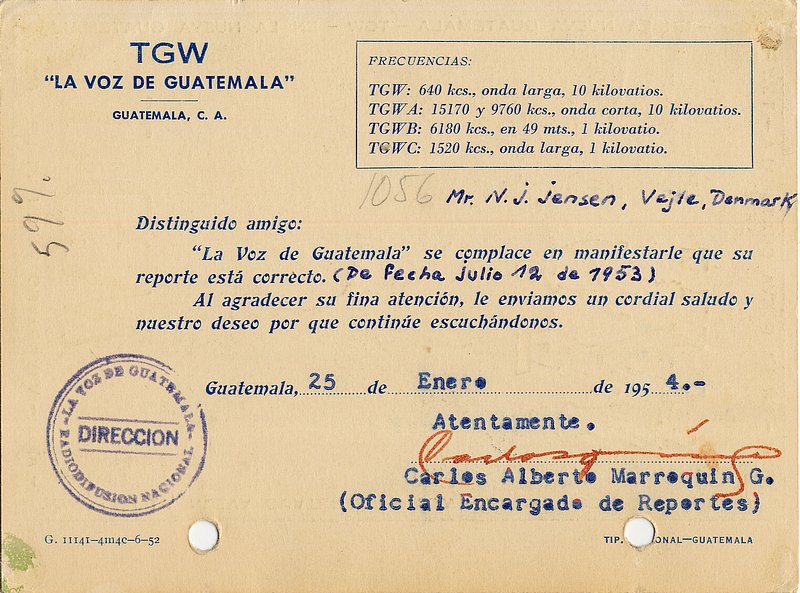 TGW
"LA VOZ DE GUATEMALA"
GUATEMALA, C. A.
FRECUENCIAS:
TGW: 640 kcs., onda larga, 10 kilovatios.
TGWA: 15170 y 9760 kcs., onda corta, 10 kilovatios.
TGWB: 6180 kcs., en 49 mts., 1 kilovatio.
TGWC: 1520 kcs., onda larga, 1 kilovatio.
1056 Mr. N. J. Jensen, Vejle, Denmark
597.
Distinguido amigo:
"La Voz de Guatemala" se complace en manifestarle que su
reporte está correcto. (De Fecha julio 12 de 1953)
Al agradecer su fina atención, le enviamos un cordial saludo y
nuestro deseo por que continúe escuchándonos.
Guatemala, 25 de Enero de 1954.-
Atentamente.
Carlos Alberto Marroquin G.
(Oficial Encargado de Reportes)
LA VOZ DE GUATEMALA
DIRECCION
RADIODIFUSION NACIONAL
G. 11141-4m4c-6-52
TIP. ONAL—GUATEMALA